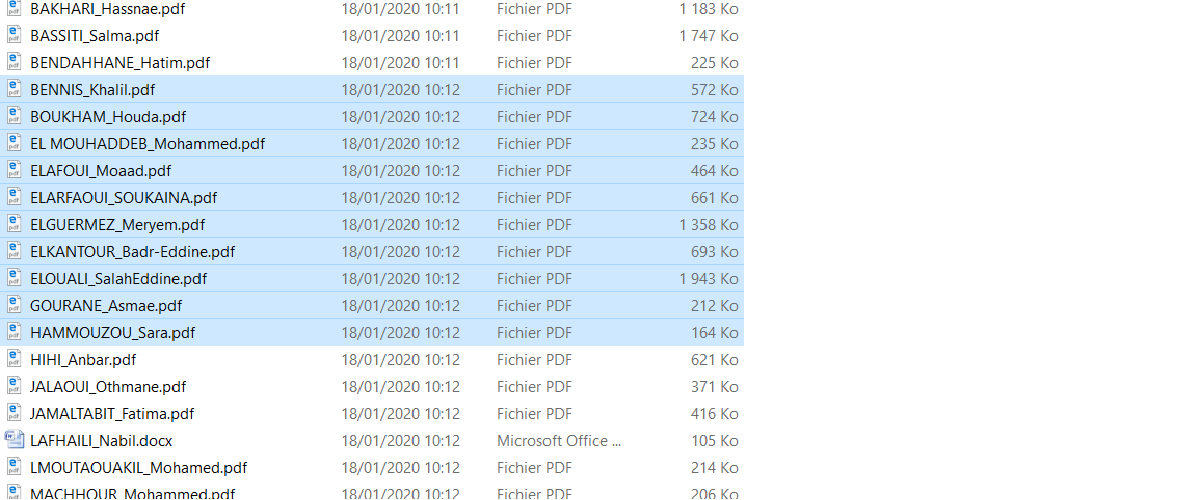 BAKHARI_Hassnae.pdf 18/01/2020 10:11 Fichier PDF 1 183 Ko
BASSITI_Salma.pdf 18/01/2020 10:11 Fichier PDF 1 747 Ko
BENDAHHANE_Hatim.pdf 18/01/2020 10:11 Fichier PDF 225 Ko
BENNIS_Khalil.pdf 18/01/2020 10:12 Fichier PDF 572 Ko
BOUKHAM_Houda.pdf 18/01/2020 10:12 Fichier PDF 724 Ko
EL MOUHADDEB_Mohammed.pdf 18/01/2020 10:12 Fichier PDF 235 Ko
ELAFOUI_Moaad.pdf 18/01/2020 10:12 Fichier PDF 464 Ko
ELARFAOUI_SOUKAINA.pdf 18/01/2020 10:12 Fichier PDF 661 Ko
ELGUERMEZ_Meryem.pdf 18/01/2020 10:12 Fichier PDF 1 358 Ko
ELKANTOUR_Badr-Eddine.pdf 18/01/2020 10:12 Fichier PDF 693 Ko
ELOUALI_SalahEddine.pdf 18/01/2020 10:12 Fichier PDF 1 943 Ko
GOURANE_Asmae.pdf 18/01/2020 10:12 Fichier PDF 212 Ko
HAMMOUZOU_Sara.pdf 18/01/2020 10:12 Fichier PDF 164 Ko
HIHI_Anbar.pdf 18/01/2020 10:12 Fichier PDF 621 Ko
JALAOUI_Othmane.pdf 18/01/2020 10:12 Fichier PDF 371 Ko
JAMALTABIT_Fatima.pdf 18/01/2020 10:12 Fichier PDF 416 Ko
LAFHAILI_Nabil.docx 18/01/2020 10:12 Microsoft Office ... 105 Ko
LMOUTAOUAKIL_Mohamed.pdf 18/01/2020 10:12 Fichier PDF 214 Ko
MACHHOUR_Mohammed.pdf 18/01/2020 10:12 Fichier PDF 206 Ko